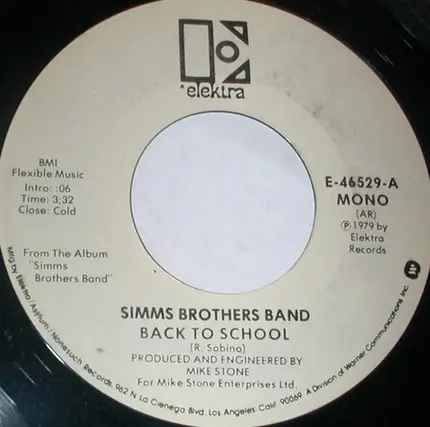 elektra
BMI
Flexible Music
Intro: :06
Time: 3:32
Close: Cold
E-46529-A
MONO
(AR)
Ⓟ 1979 by
Elektra
Records
From The Album
"Simms
Brothers Band"
SIMMS BROTHERS BAND
BACK TO SCHOOL
(R. Sabino)
PRODUCED AND ENGINEERED BY
MIKE STONE
For Mike Stone Enterprises Ltd.
Mfg by Elektra/Asylum/Nonesuch Records, 962 N. La Cienega Blvd., Los Angeles, Calif. 90069 A Division of Warner Communications Inc.